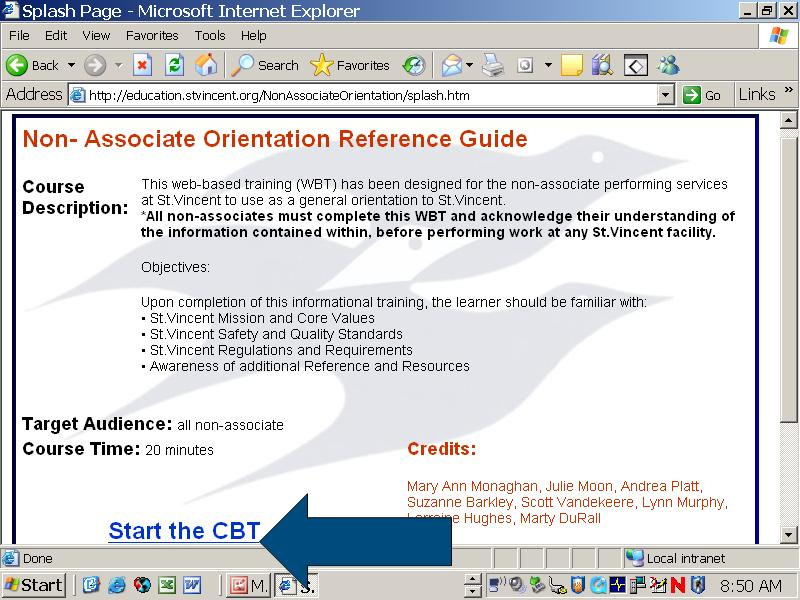 Splash Page - Microsoft Internet Explorer
File Edit View Favorites Tools Help
Back Search Favorites
Address http://education.stvincent.org/NonAssociateOrientation/splash.htm Go Links »
Non- Associate Orientation Reference Guide
Course Description:
This web-based training (WBT) has been designed for the non-associate performing services
at St.Vincent to use as a general orientation to St.Vincent.
*All non-associates must complete this WBT and acknowledge their understanding of
the information contained within, before performing work at any St.Vincent facility.
Objectives:
Upon completion of this informational training, the learner should be familiar with:
• St.Vincent Mission and Core Values
• St.Vincent Safety and Quality Standards
• St.Vincent Regulations and Requirements
• Awareness of additional Reference and Resources
Target Audience: all non-associate
Course Time: 20 minutes
Credits:
Mary Ann Monaghan, Julie Moon, Andrea Platt,
Suzanne Barkley, Scott Vandekeere, Lynn Murphy,
Lorraine Hughes, Marty DuRall
Start the CBT
Done Local intranet
Start M. S. 8:50 AM